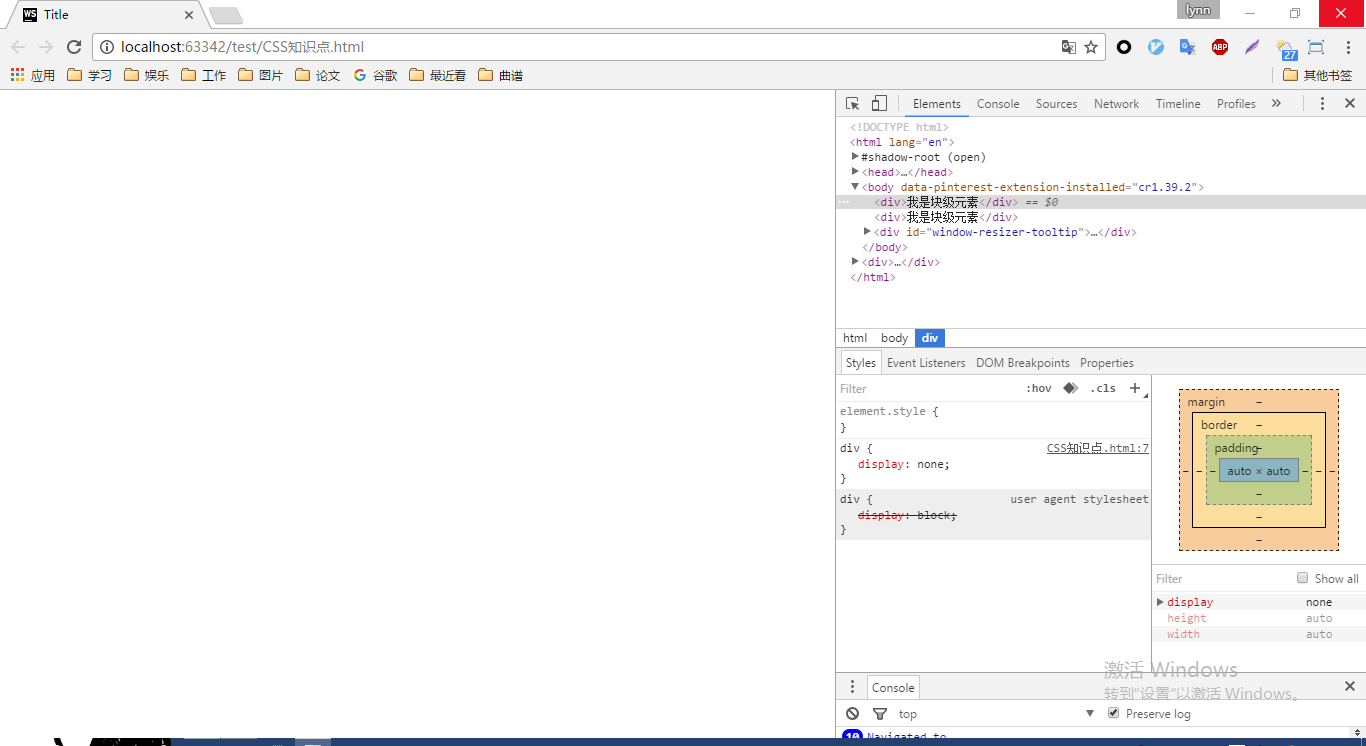 WS Title
lynn
localhost:63342/test/CSS知识点.html
ABP
27
应用 学习 娱乐 工作 图片 论文 谷歌 最近看 曲谱 其他书签
Elements Console Sources Network Timeline Profiles »
<!DOCTYPE html>
<html lang="en">
#shadow-root (open)
<head>…</head>
<body data-pinterest-extension-installed="cr1.39.2">
<div>我是块级元素</div> == $0
<div>我是块级元素</div>
<div id="window-resizer-tooltip">…</div>
</body>
<div>…</div>
</html>
html body div
Styles Event Listeners DOM Breakpoints Properties
Filter :hov .cls +
element.style {
}
div { CSS知识点.html:7
display: none;
}
div { user agent stylesheet
display: block;
}
margin –
border –
padding –
– – – auto × auto – – –
–
–
–
Filter Show all
display none
height auto
width auto
激活 Windows
转到"设置"以激活 Windows。
Console
top Preserve log
10 Navigated to